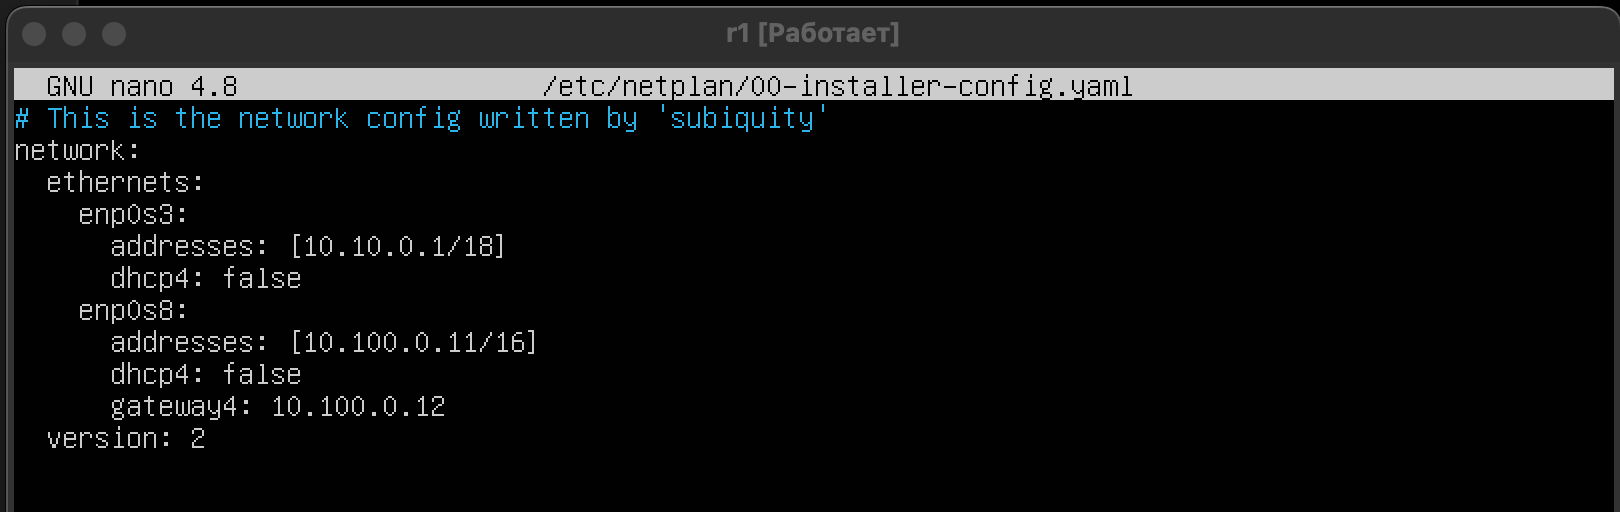 r1 [Работает]
GNU nano 4.8 /etc/netplan/00-installer-config.yaml
# This is the network config written by 'subiquity'
network:
  ethernets:
    enp0s3:
      addresses: [10.10.0.1/18]
      dhcp4: false
    enp0s8:
      addresses: [10.100.0.11/16]
      dhcp4: false
      gateway4: 10.100.0.12
  version: 2